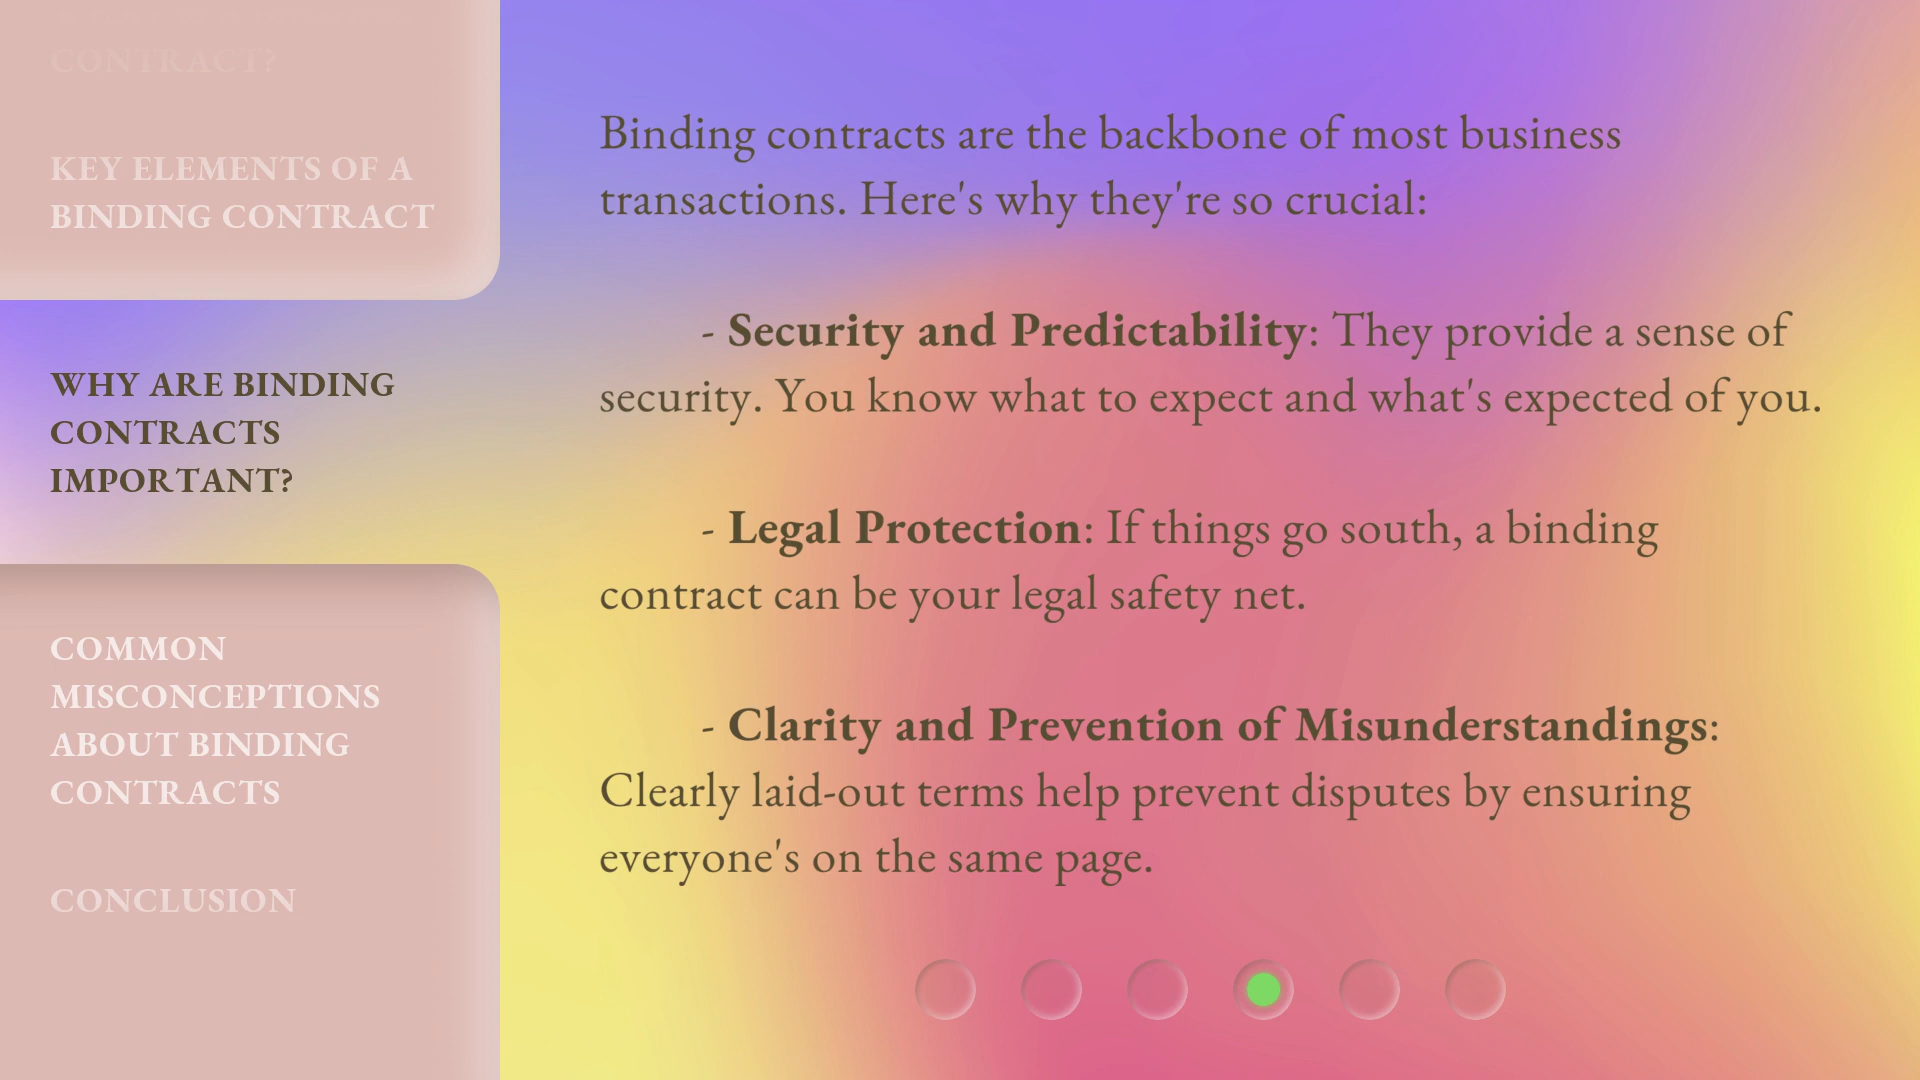 CONTRACT?
KEY ELEMENTS OF A
BINDING CONTRACT
WHY ARE BINDING
CONTRACTS
IMPORTANT?
COMMON
MISCONCEPTIONS
ABOUT BINDING
CONTRACTS
CONCLUSION
Binding contracts are the backbone of most business
transactions. Here's why they're so crucial:
- Security and Predictability: They provide a sense of
security. You know what to expect and what's expected of you.
- Legal Protection: If things go south, a binding
contract can be your legal safety net.
- Clarity and Prevention of Misunderstandings:
Clearly laid-out terms help prevent disputes by ensuring
everyone's on the same page.